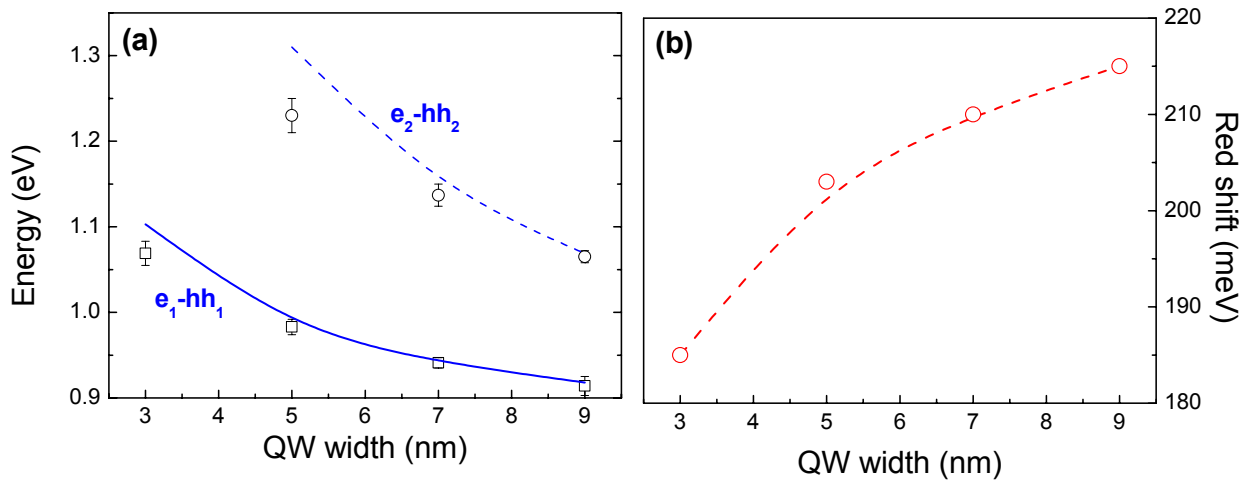 (a)
Energy (eV)
1.3
1.2
1.1
1.0
0.9
e₂-hh₂
e₁-hh₁
3 4 5 6 7 8 9
QW width (nm)
(b)
220
210
200
190
180
Red shift (meV)
3 4 5 6 7 8 9
QW width (nm)